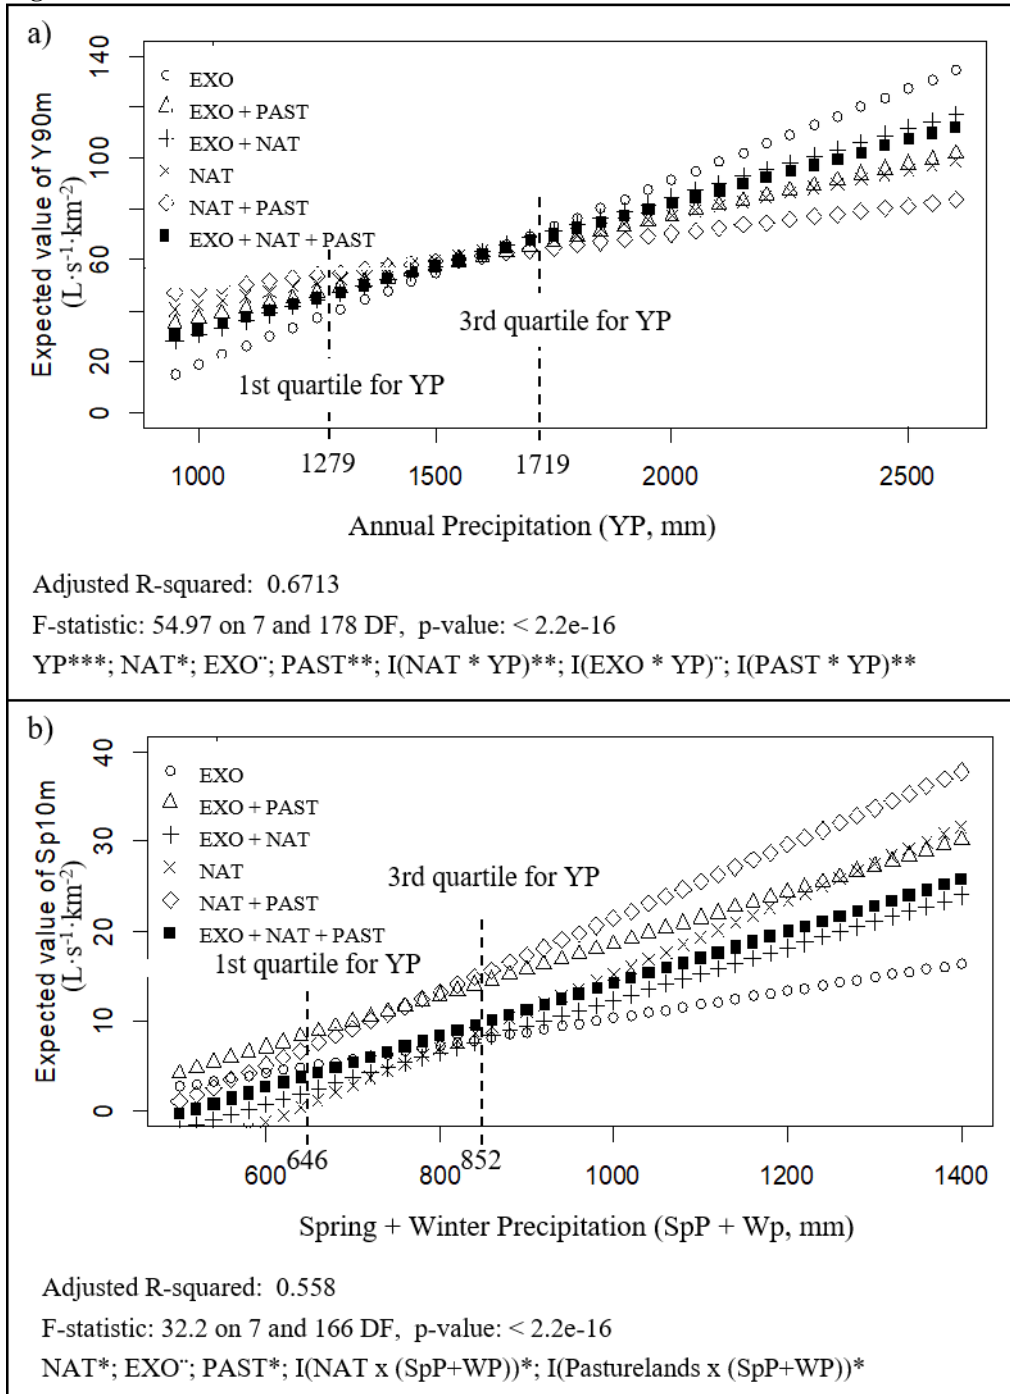 a)
140
100
60
20
0
Expected value of Y90m
(L·s⁻¹·km⁻²)
EXO
EXO + PAST
EXO + NAT
NAT
NAT + PAST
EXO + NAT + PAST
3rd quartile for YP
1st quartile for YP
1000 1279 1500 1719 2000 2500
Annual Precipitation (YP, mm)
Adjusted R-squared: 0.6713
F-statistic: 54.97 on 7 and 178 DF, p-value: < 2.2e-16
YP***; NAT*; EXO¨; PAST**; I(NAT * YP)**; I(EXO * YP)¨; I(PAST * YP)**
b)
40
30
20
10
0
Expected value of Sp10m
(L·s⁻¹·km⁻²)
EXO
EXO + PAST
EXO + NAT
NAT
NAT + PAST
EXO + NAT + PAST
3rd quartile for YP
1st quartile for YP
600 646 800 852 1000 1200 1400
Spring + Winter Precipitation (SpP + Wp, mm)
Adjusted R-squared: 0.558
F-statistic: 32.2 on 7 and 166 DF, p-value: < 2.2e-16
NAT*; EXO¨; PAST*; I(NAT x (SpP+WP))*; I(Pasturelands x (SpP+WP))*